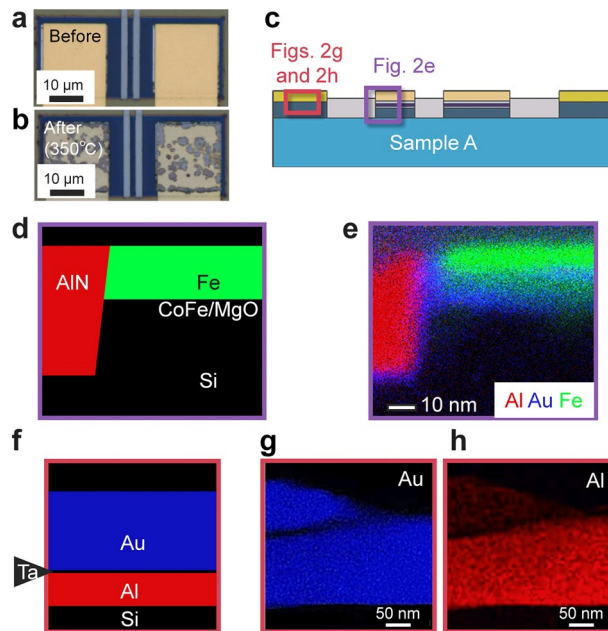 a
Before
10 μm
b
After
(350℃)
10 μm
c
Figs. 2g
and 2h
Fig. 2e
Sample A
d
AlN
Fe
CoFe/MgO
Si
e
10 nm
Al Au Fe
f
Au
Ta
Al
Si
g
Au
50 nm
h
Al
50 nm